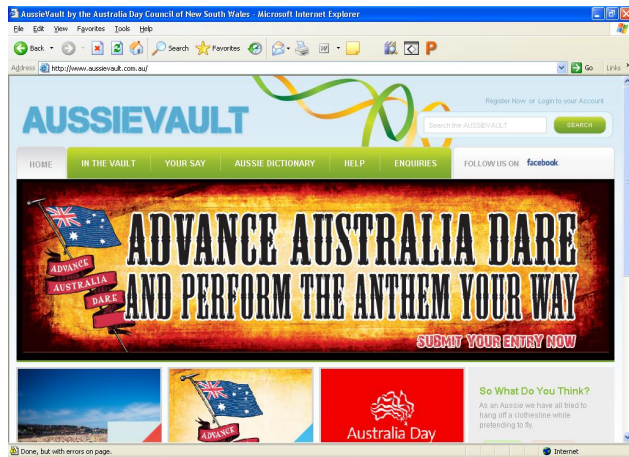 AussieVault by the Australia Day Council of New South Wales - Microsoft Internet Explorer
File Edit View Favorites Tools Help
Back Search Favorites
Address http://www.aussievault.com.au/ Go Links
Register Now or Login to your Account
AUSSIEVAULT
Search the AUSSIEVAULT SEARCH
HOME IN THE VAULT YOUR SAY AUSSIE DICTIONARY HELP ENQUIRIES FOLLOW US ON facebook
ADVANCE AUSTRALIA DARE
ADVANCE
AUSTRALIA
DARE
AND PERFORM THE ANTHEM YOUR WAY
SUBMIT YOUR ENTRY NOW
ADVANCE
Australia Day
So What Do You Think?
As an Aussie we have all tried to
hang off a clothesline while
pretending to fly.
Done, but with errors on page. Internet